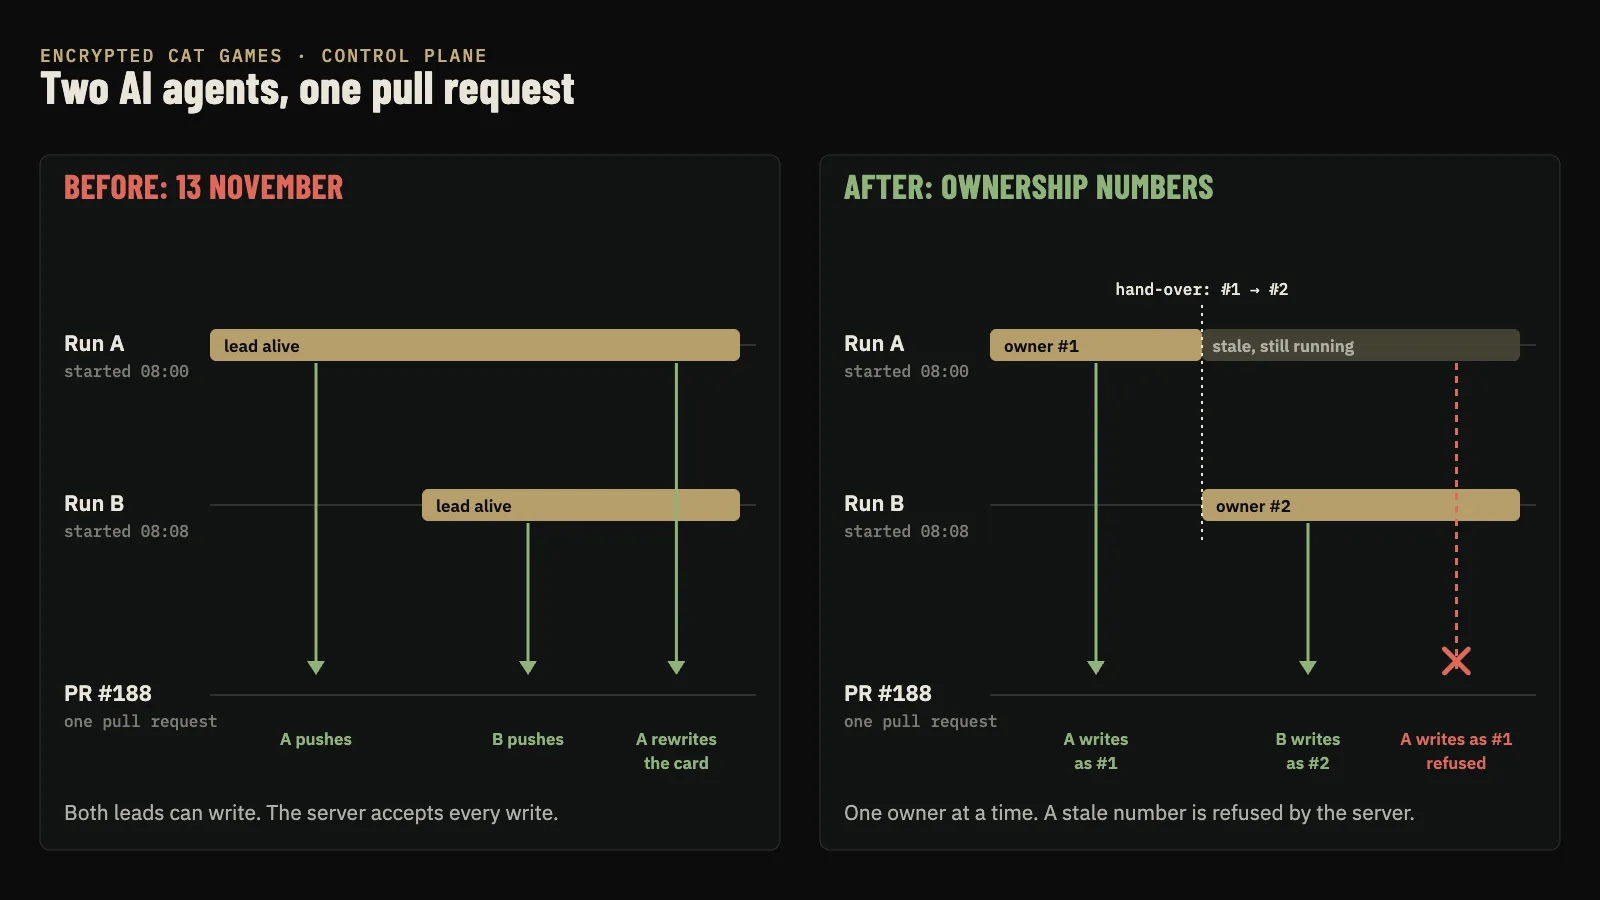 ENCRYPTED CAT GAMES · CONTROL PLANE
Two AI agents, one pull request
BEFORE: 13 NOVEMBER
Run A
started 08:00
lead alive
Run B
started 08:08
lead alive
PR #188
one pull request
A pushes
B pushes
A rewrites
the card
Both leads can write. The server accepts every write.
AFTER: OWNERSHIP NUMBERS
hand-over: #1 → #2
Run A
started 08:00
owner #1
stale, still running
Run B
started 08:08
owner #2
PR #188
one pull request
A writes
as #1
B writes
as #2
A writes as #1
refused
One owner at a time. A stale number is refused by the server.